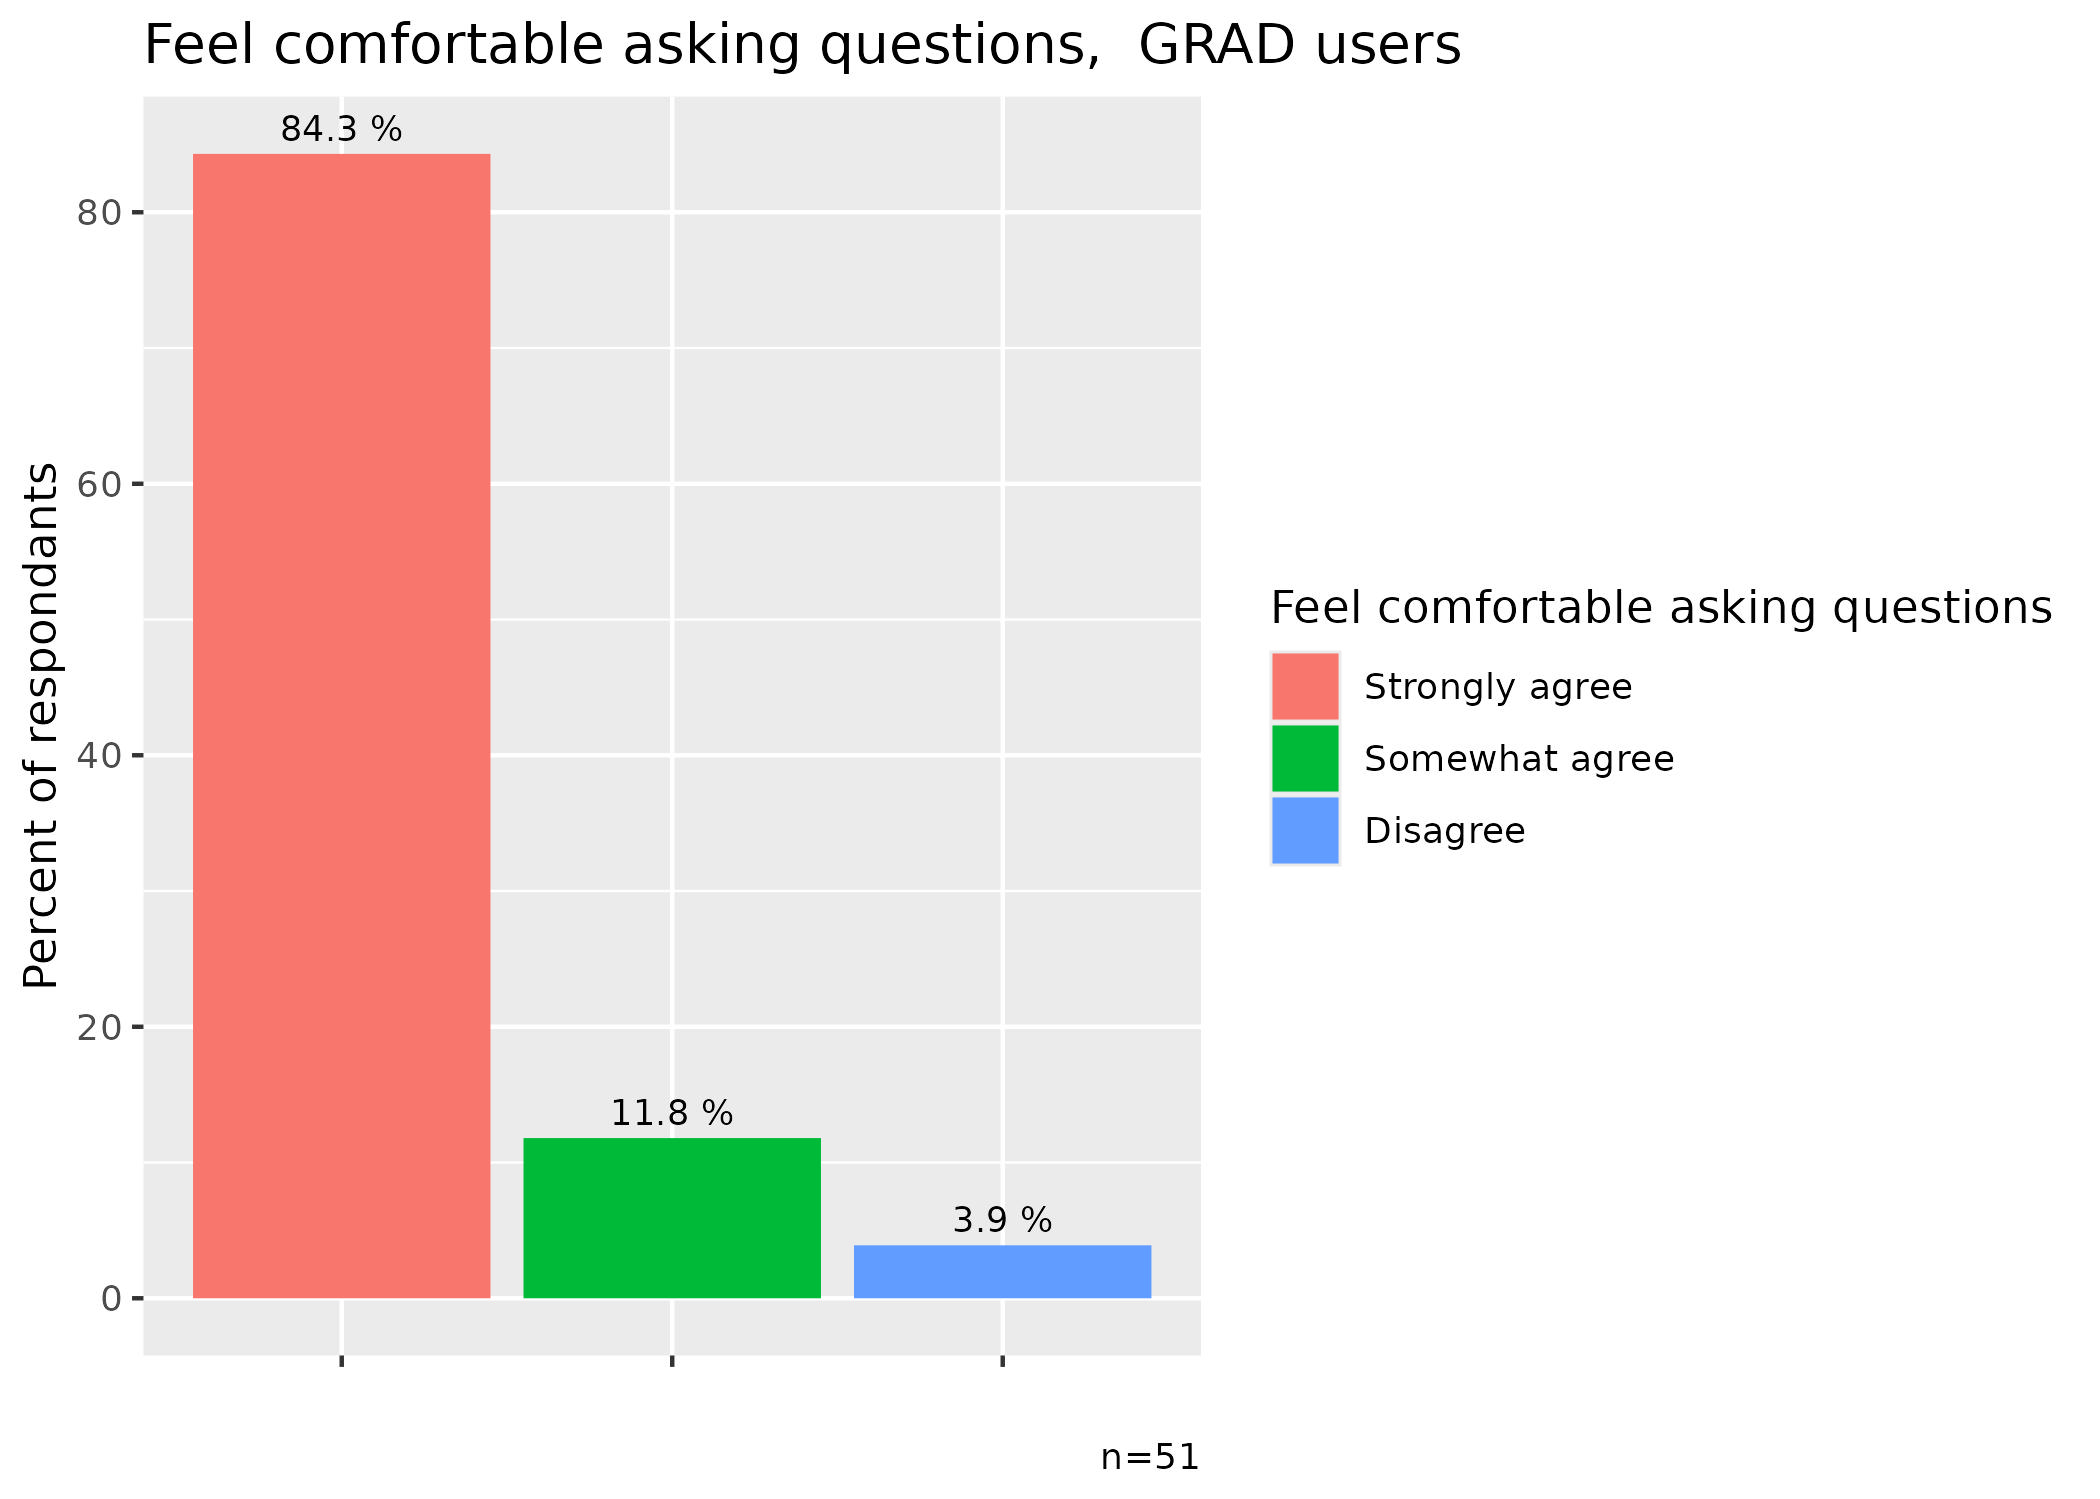 Feel comfortable asking questions,  GRAD users
84.3 %
11.8 %
3.9 %
80
60
40
20
0
Percent of respondants
Feel comfortable asking questions
Strongly agree
Somewhat agree
Disagree
n=51